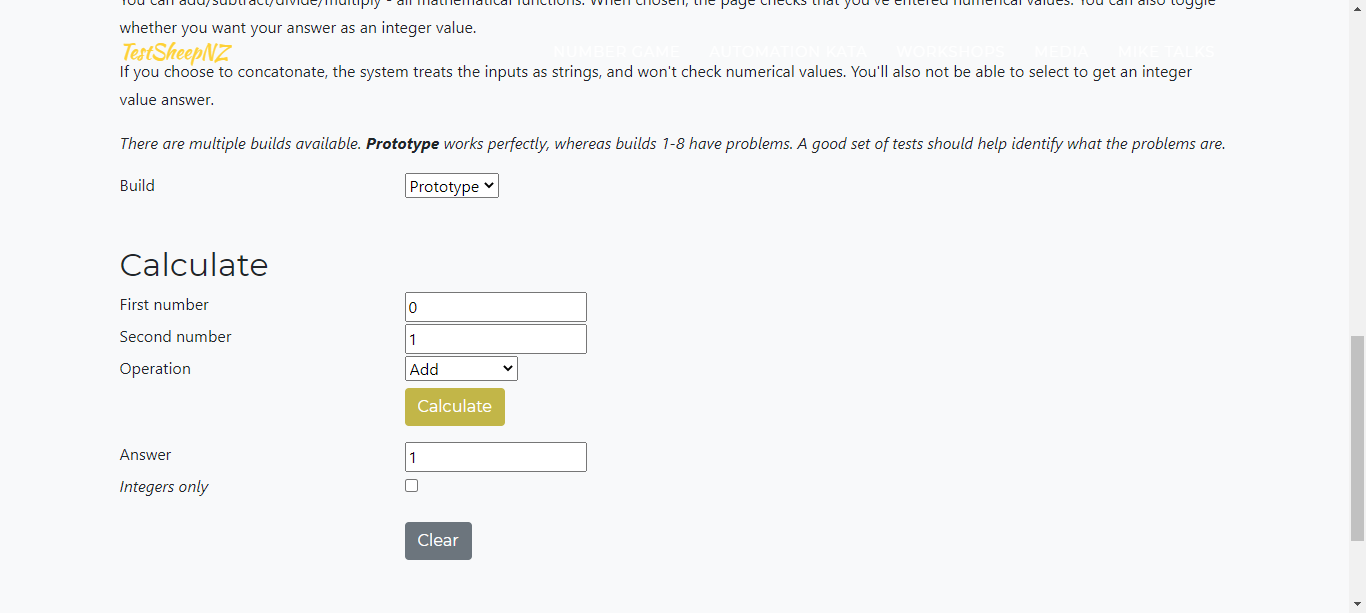 You can add/subtract/divide/multiply - all mathematical functions. When chosen, the page checks that you've entered numerical values. You can also toggle
whether you want your answer as an integer value.
TestSheepNZ NUMBER GAME AUTOMATION KATA WORKSHOPS MEDIA MIKE TALKS
If you choose to concatonate, the system treats the inputs as strings, and won't check numerical values. You'll also not be able to select to get an integer
value answer.
There are multiple builds available. Prototype works perfectly, whereas builds 1-8 have problems. A good set of tests should help identify what the problems are.
Build Prototype
Calculate
First number 0
Second number 1
Operation Add
Calculate
Answer 1
Integers only
Clear